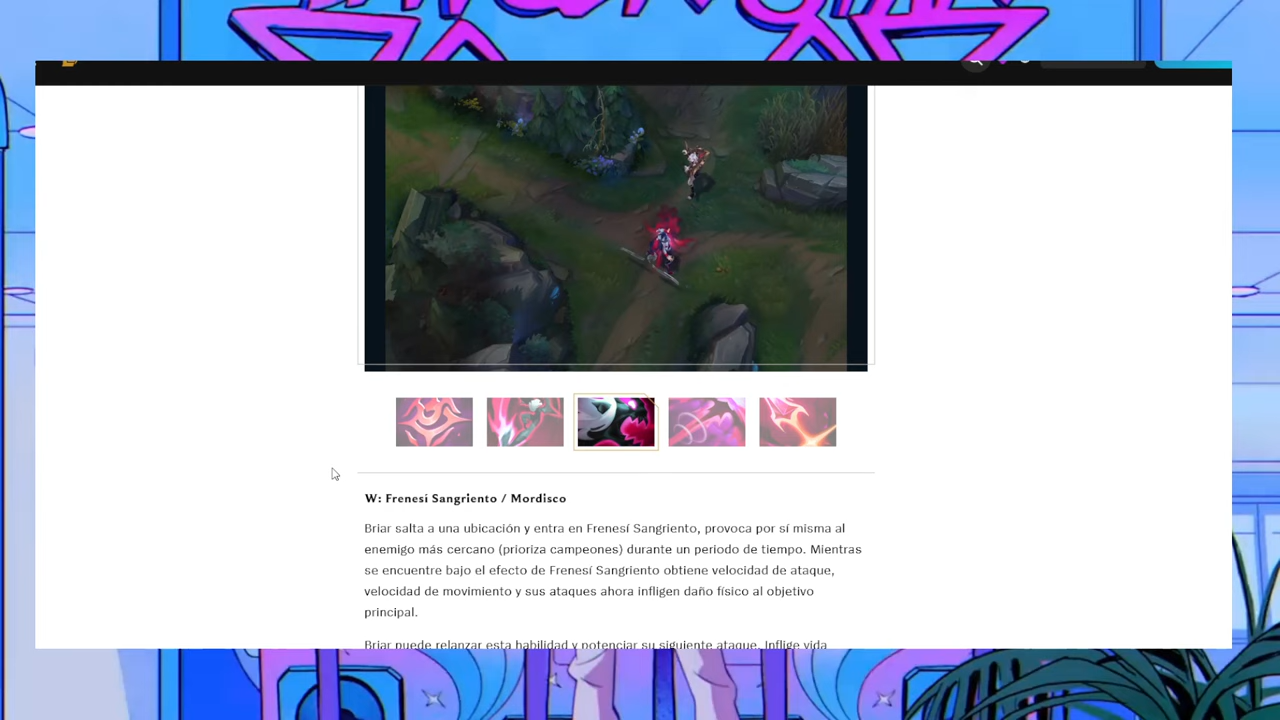 W: Frenesí Sangriento / Mordisco
Briar salta a una ubicación y entra en Frenesí Sangriento, provoca por sí misma al
enemigo más cercano (prioriza campeones) durante un periodo de tiempo. Mientras
se encuentre bajo el efecto de Frenesí Sangriento obtiene velocidad de ataque,
velocidad de movimiento y sus ataques ahora infligen daño físico al objetivo
principal.
Briar puede relanzar esta habilidad y potenciar su siguiente ataque. Inflige vida